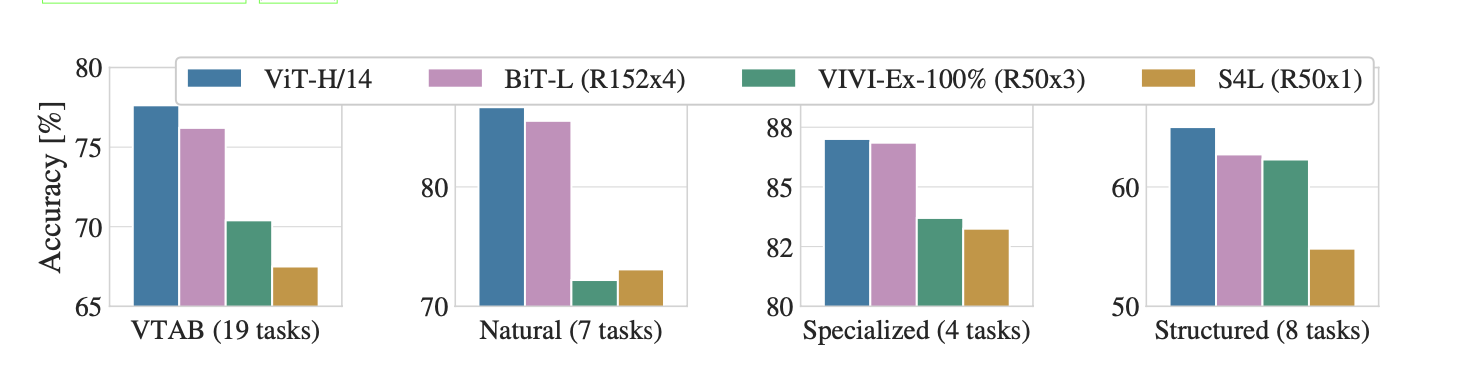 ViT-H/14 BiT-L (R152x4) VIVI-Ex-100% (R50x3) S4L (R50x1)
Accuracy [%]
80
75
70
65
VTAB (19 tasks)
80
70
Natural (7 tasks)
88
85
82
80
Specialized (4 tasks)
60
50
Structured (8 tasks)